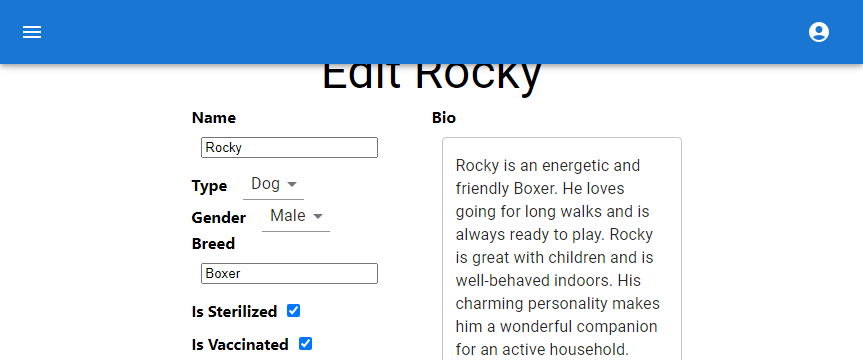 Edit Rocky
Name
Rocky
Type Dog
Gender Male
Breed
Boxer
Is Sterilized
Is Vaccinated
Bio
Rocky is an energetic and
friendly Boxer. He loves
going for long walks and is
always ready to play. Rocky
is great with children and is
well-behaved indoors. His
charming personality makes
him a wonderful companion
for an active household.